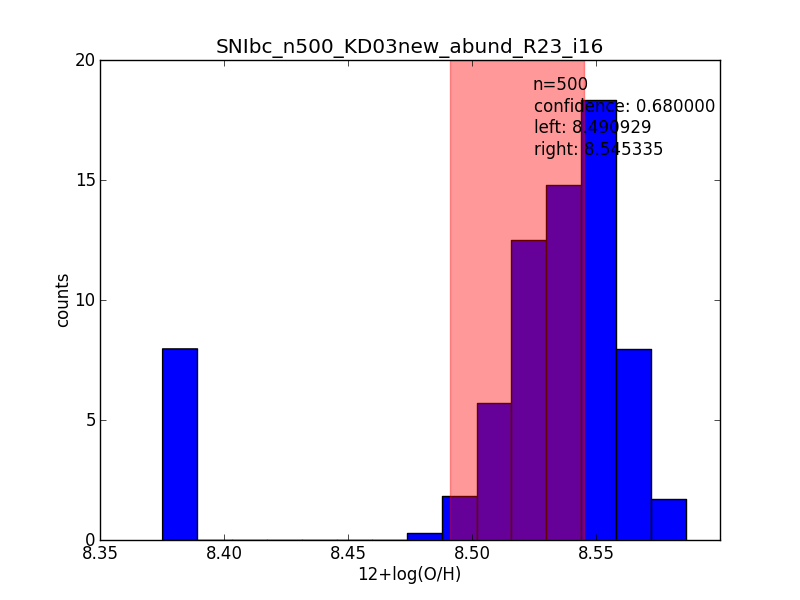 SNIbc_n500_KD03new_abund_R23_i16
20
n=500
confidence: 0.680000
left: 8.490929
right: 8.545335
15
counts
10
5
0
8.35 8.40 8.45 8.50 8.55
12+log(O/H)